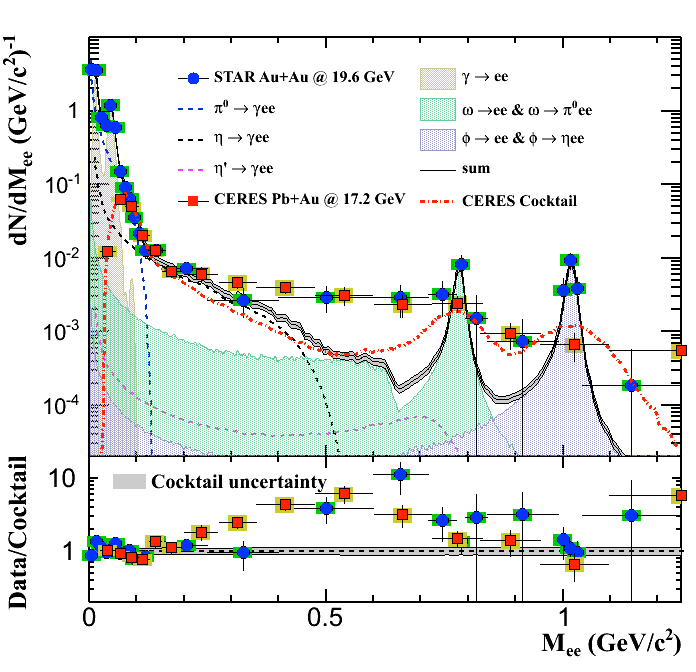 dN/dMee (GeV/c²)⁻¹
STAR Au+Au @ 19.6 GeV
π⁰ → γee
η → γee
η' → γee
CERES Pb+Au @ 17.2 GeV
γ → ee
ω →ee & ω → π⁰ee
ϕ → ee & ϕ → ηee
sum
CERES Cocktail
1
10⁻¹
10⁻²
10⁻³
10⁻⁴
Data/Cocktail
Cocktail uncertainty
10
1
0 0.5 1
Mee (GeV/c²)